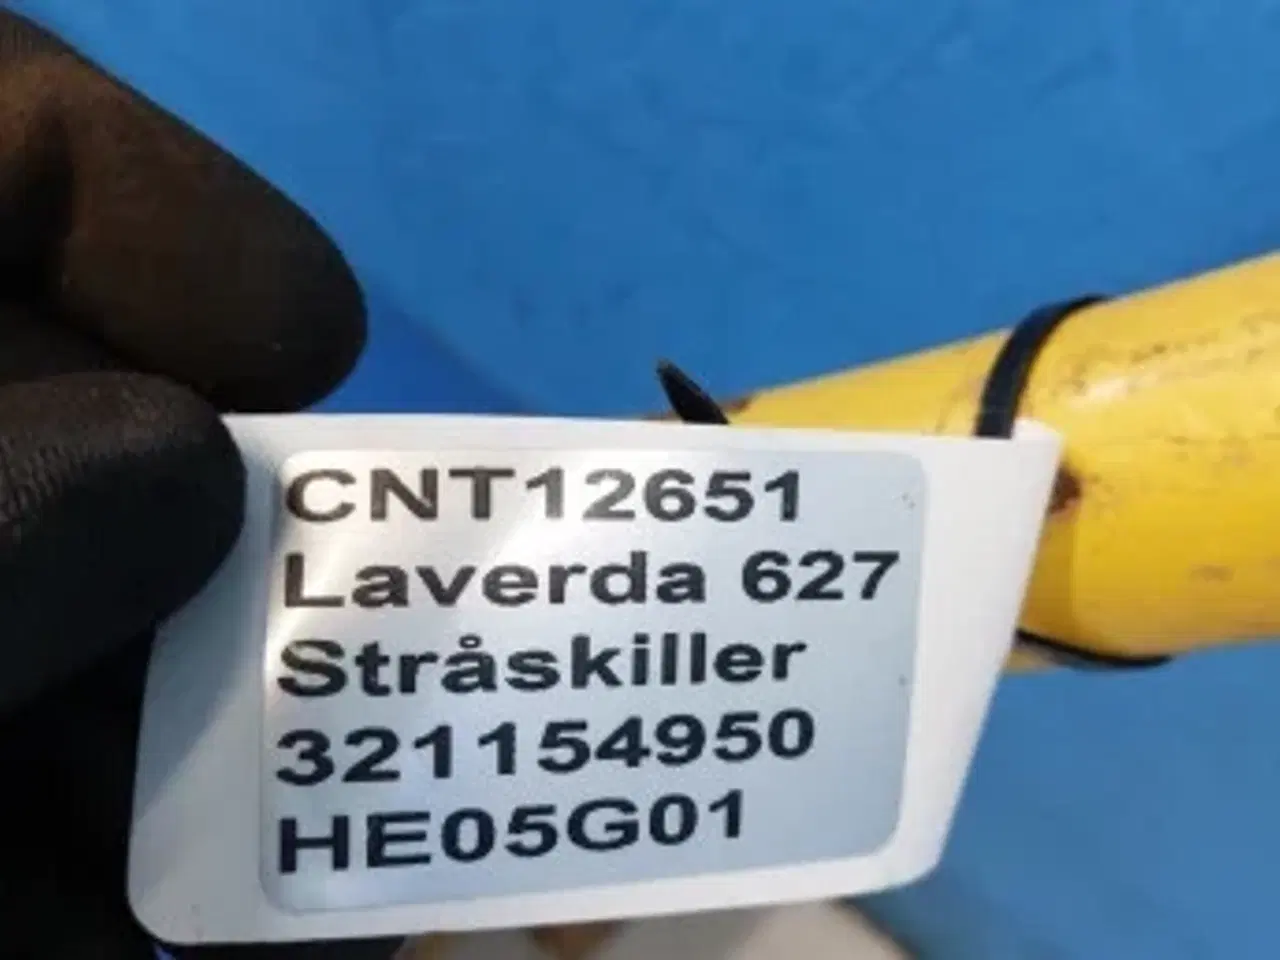 CNT12651
Laverda 627
Stråskiller
321154950
HE05G01